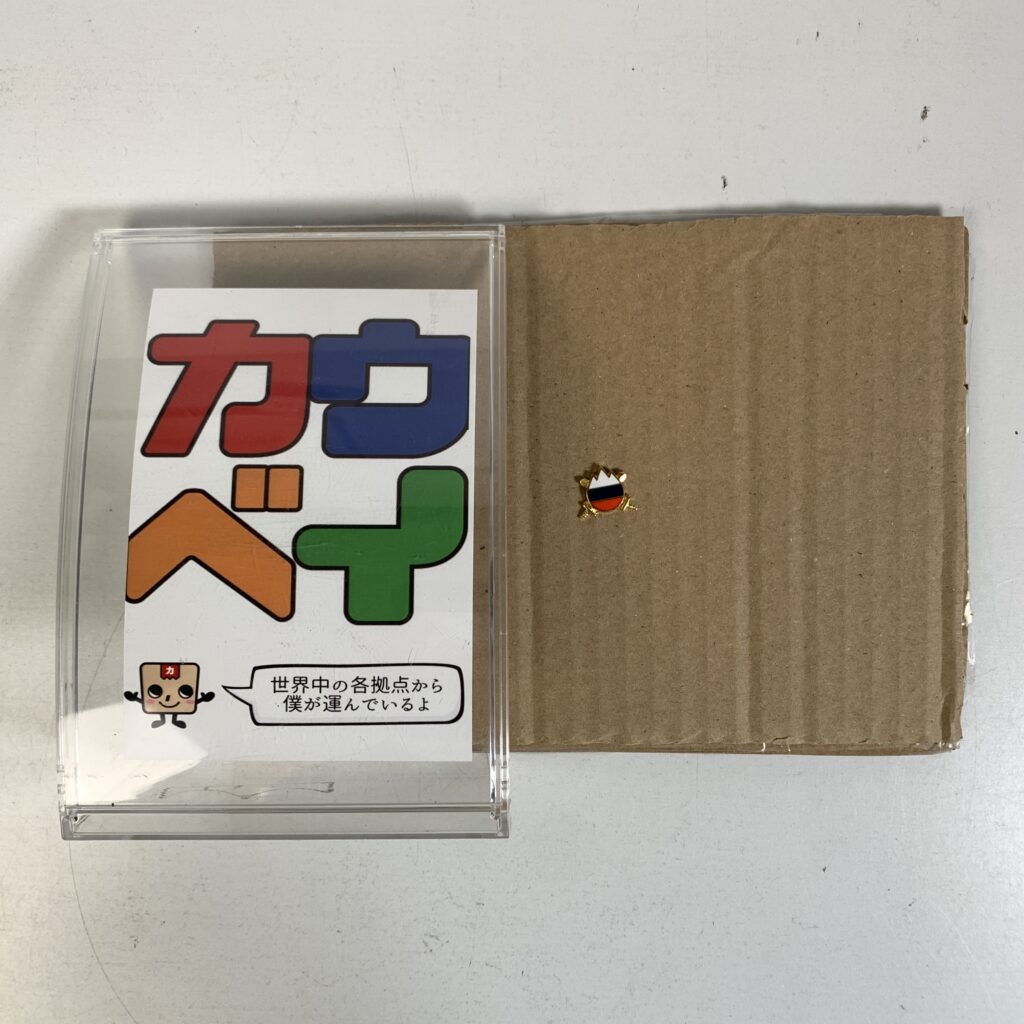 カウ
ベイ
カ
世界中の各拠点から
僕が運んでいるよ